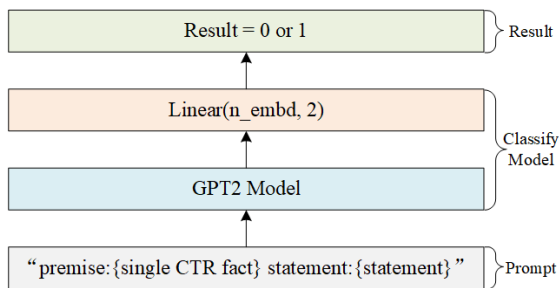 Result = 0 or 1
Result
Linear(n_embd, 2)
Classify
Model
GPT2 Model
“premise:{single CTR fact} statement:{statement}”
Prompt